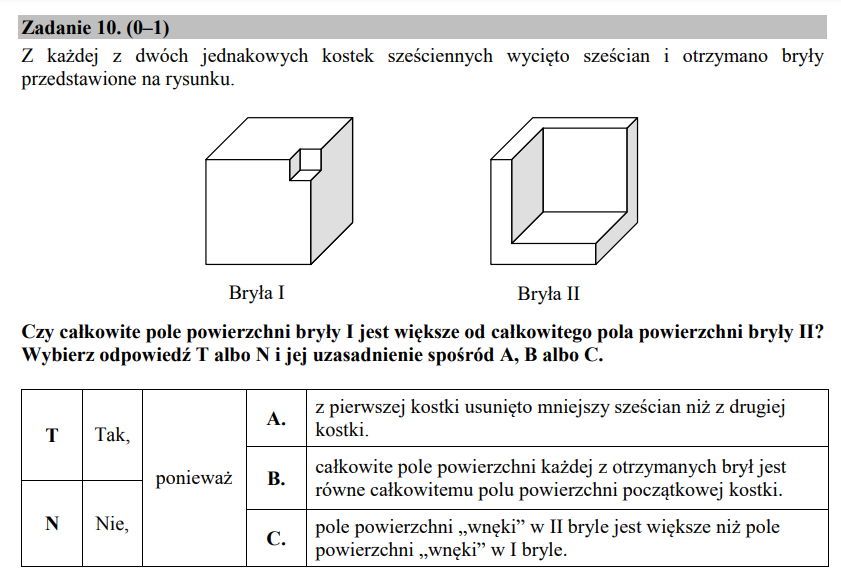 Zadanie 10. (0–1)
Z każdej z dwóch jednakowych kostek sześciennych wycięto sześcian i otrzymano bryły
przedstawione na rysunku.
Bryła I
Bryła II
Czy całkowite pole powierzchni bryły I jest większe od całkowitego pola powierzchni bryły II?
Wybierz odpowiedź T albo N i jej uzasadnienie spośród A, B albo C.
T
Tak,
N
Nie,
ponieważ
A.
z pierwszej kostki usunięto mniejszy sześcian niż z drugiej
kostki.
B.
całkowite pole powierzchni każdej z otrzymanych brył jest
równe całkowitemu polu powierzchni początkowej kostki.
C.
pole powierzchni „wnęki” w II bryle jest większe niż pole
powierzchni „wnęki” w I bryle.